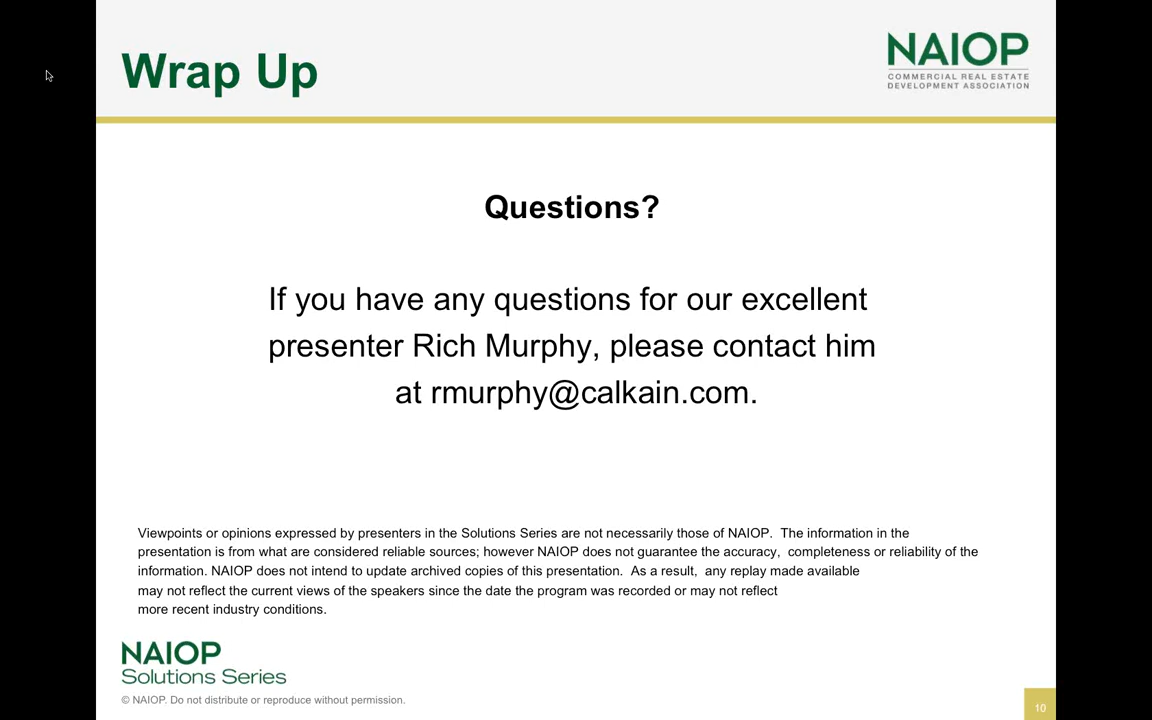 Wrap Up
NAIOP
COMMERCIAL REAL ESTATE
DEVELOPMENT ASSOCIATION
Questions?
If you have any questions for our excellent
presenter Rich Murphy, please contact him
at rmurphy@calkain.com.
Viewpoints or opinions expressed by presenters in the Solutions Series are not necessarily those of NAIOP.  The information in the
presentation is from what are considered reliable sources; however NAIOP does not guarantee the accuracy,  completeness or reliability of the
information. NAIOP does not intend to update archived copies of this presentation.  As a result,  any replay made available
may not reflect the current views of the speakers since the date the program was recorded or may not reflect
more recent industry conditions.
NAIOP
Solutions Series
© NAIOP. Do not distribute or reproduce without permission.
10